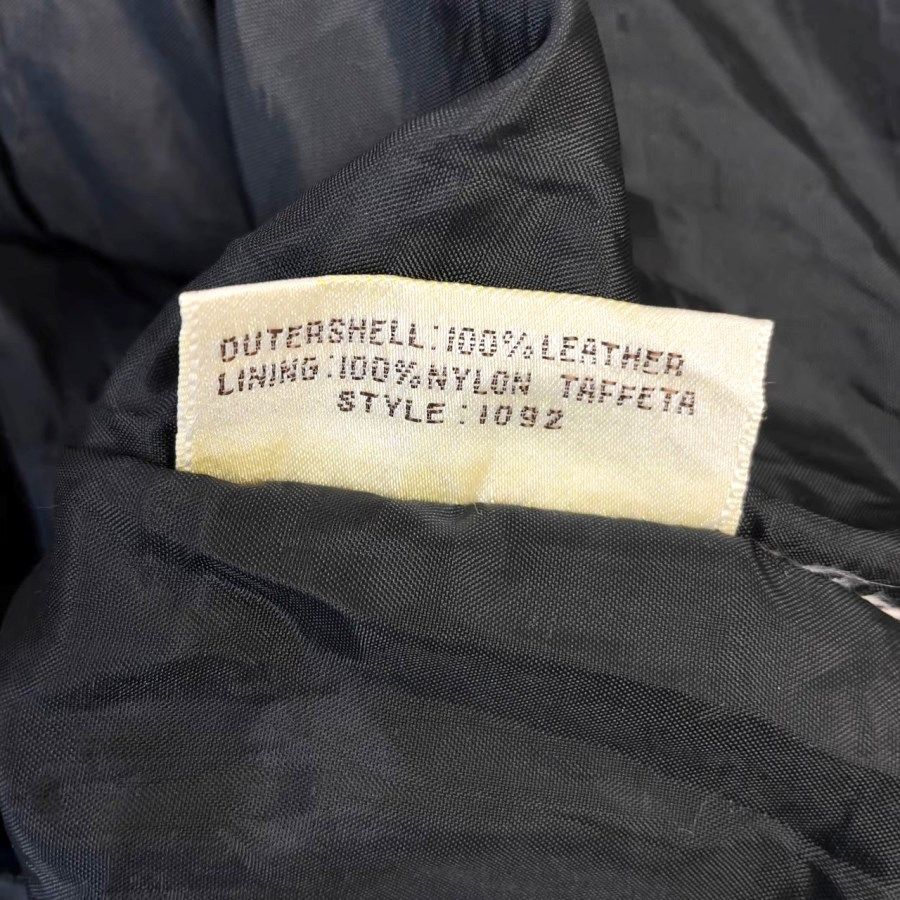 OUTERSHELL:100%LEATHER
LINING:100%NYLON TAFFETA
STYLE:1092